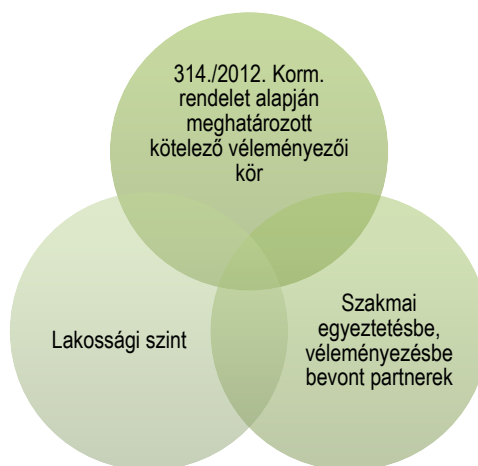 314./2012. Korm.
rendelet alapján
meghatározott
kötelező véleményezői
kör
Lakossági szint
Szakmai
egyeztetésbe,
véleményezésbe
bevont partnerek